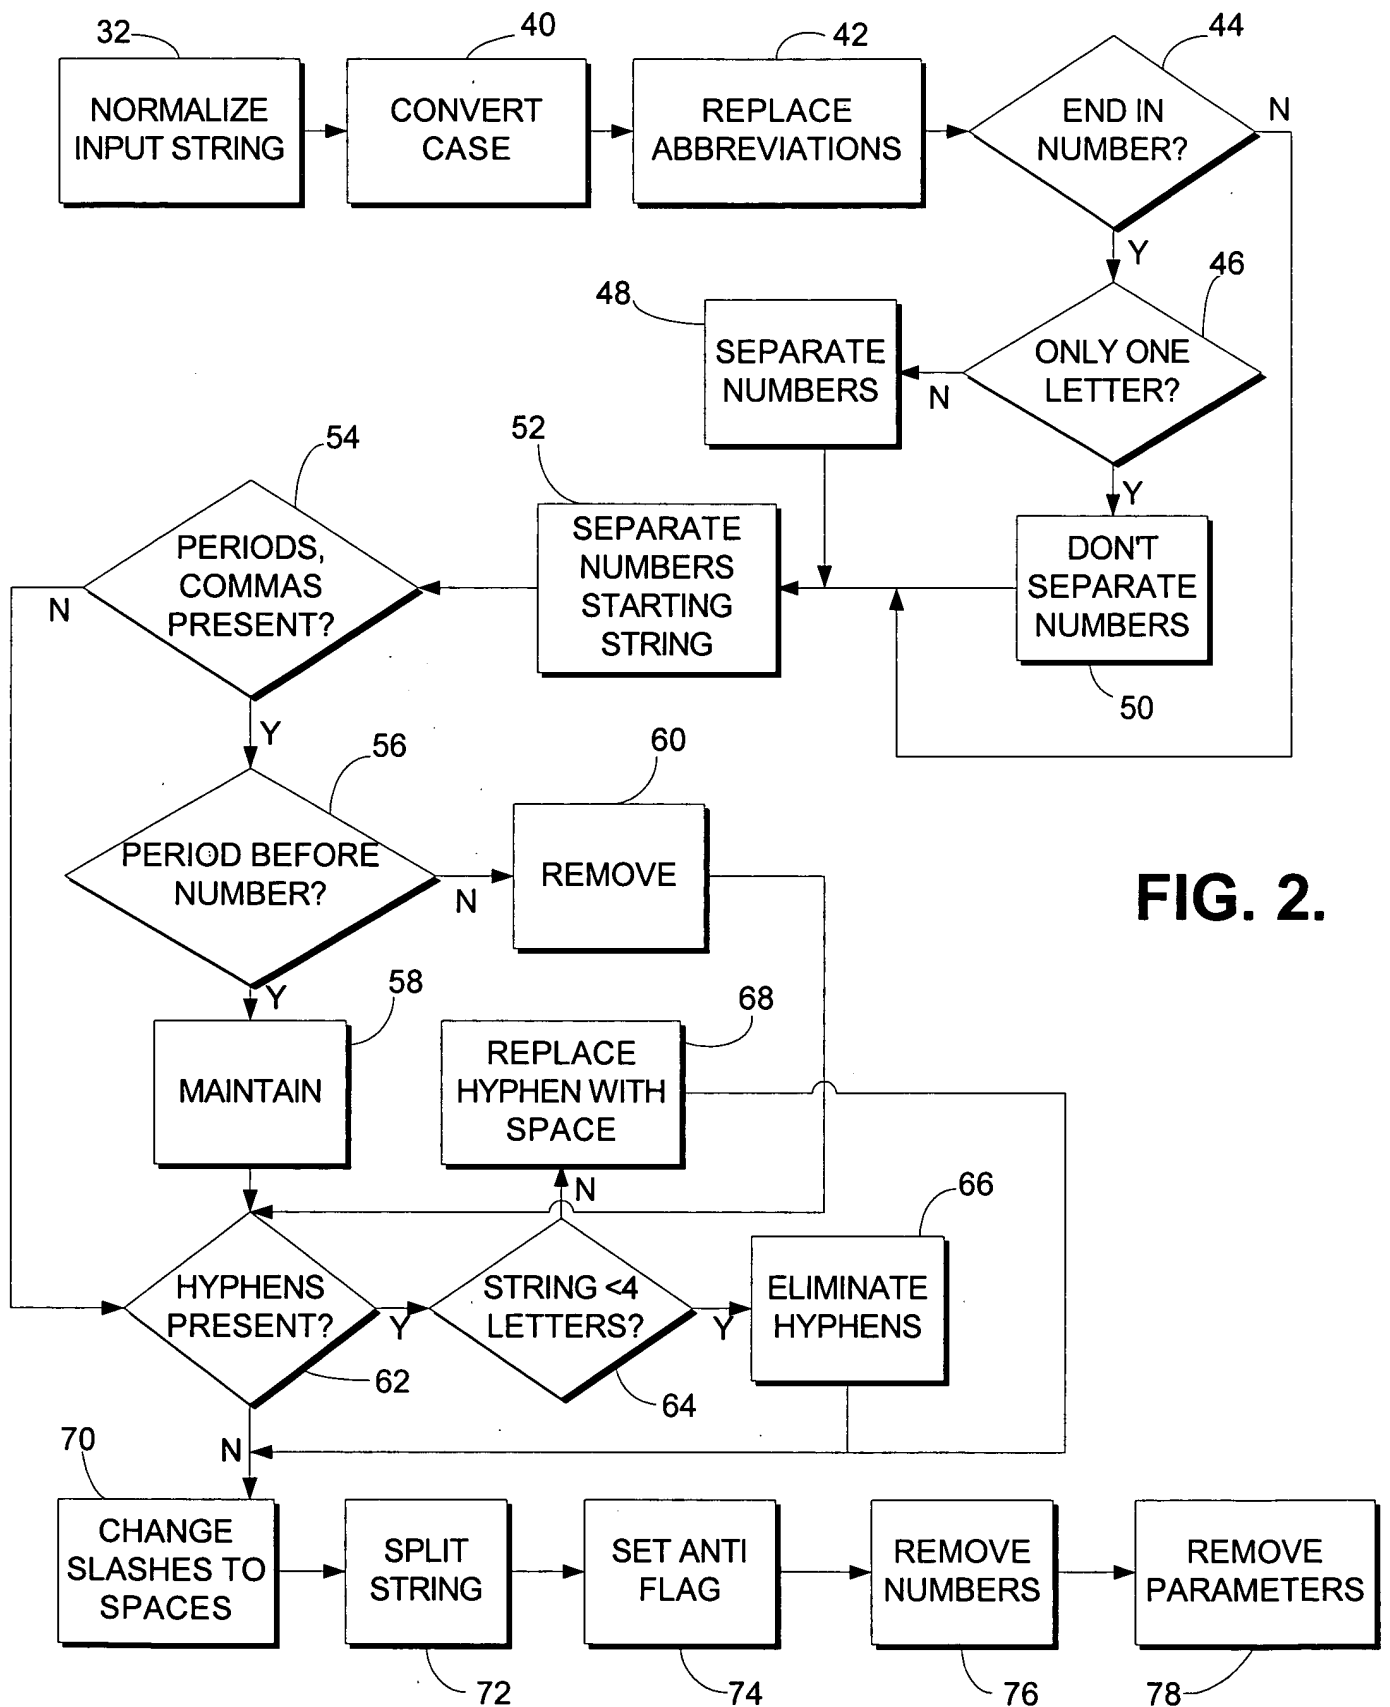 32
40
42
44
NORMALIZE
INPUT STRING
CONVERT
CASE
REPLACE
ABBREVIATIONS
END IN
NUMBER?
N
Y
46
48
SEPARATE
NUMBERS
N
ONLY ONE
LETTER?
Y
54
52
PERIODS,
COMMAS
PRESENT?
N
Y
SEPARATE
NUMBERS
STARTING
STRING
DON'T
SEPARATE
NUMBERS
50
56
60
PERIOD BEFORE
NUMBER?
N
Y
REMOVE
FIG. 2.
58
68
MAINTAIN
REPLACE
HYPHEN WITH
SPACE
N
66
HYPHENS
PRESENT?
Y
62
N
STRING <4
LETTERS?
Y
64
ELIMINATE
HYPHENS
70
CHANGE
SLASHES TO
SPACES
SPLIT
STRING
SET ANTI
FLAG
REMOVE
NUMBERS
REMOVE
PARAMETERS
72
74
76
78